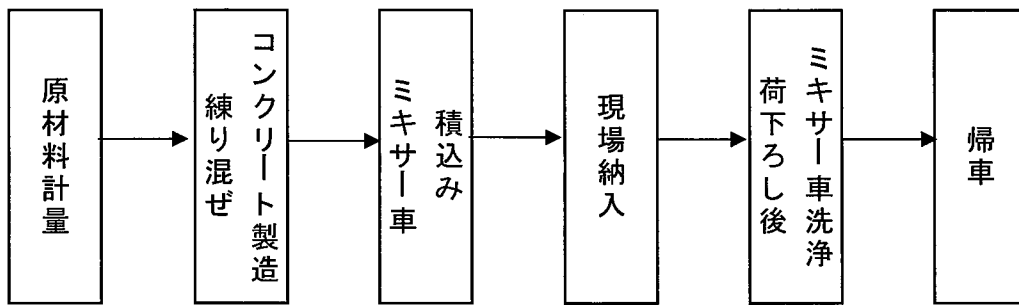 原材料計量
練り混ぜ
コンクリート製造
ミキサー車
積込み
現場納入
荷下ろし後
ミキサー車洗浄
帰車